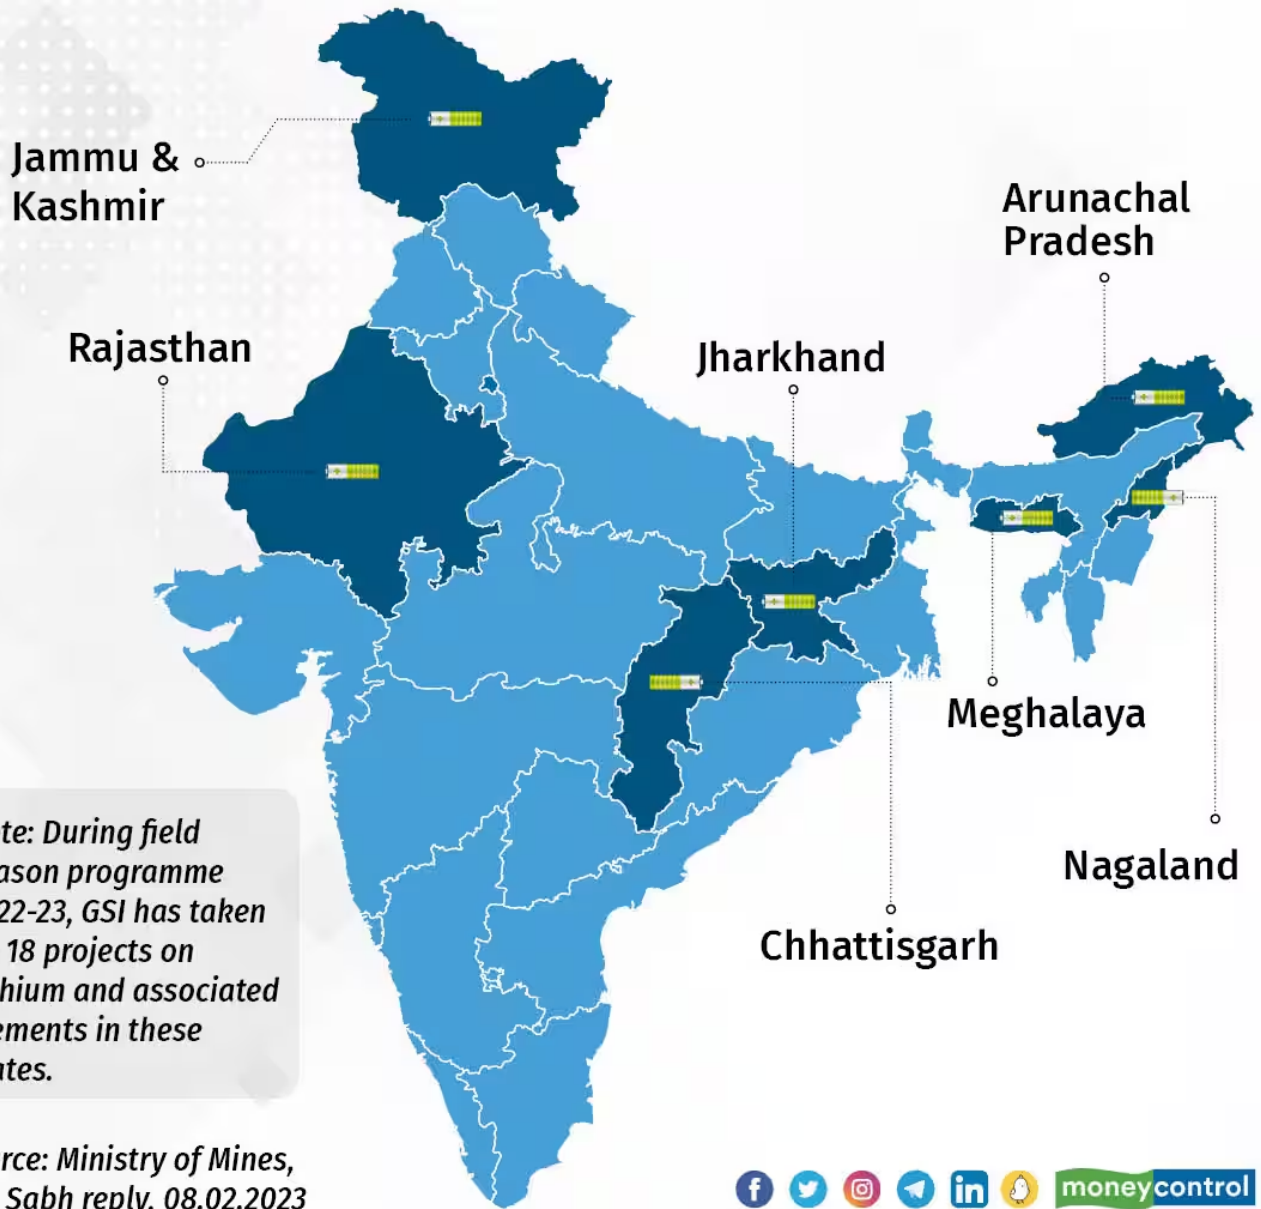 Jammu &
Kashmir
Arunachal
Pradesh
Rajasthan
Jharkhand
Meghalaya
Nagaland
Chhattisgarh
te: During field
ason programme
22-23, GSI has taken
18 projects on
hium and associated
ements in these
ates.
rce: Ministry of Mines,
Sabh reply, 08.02.2023
f
in
moneycontrol